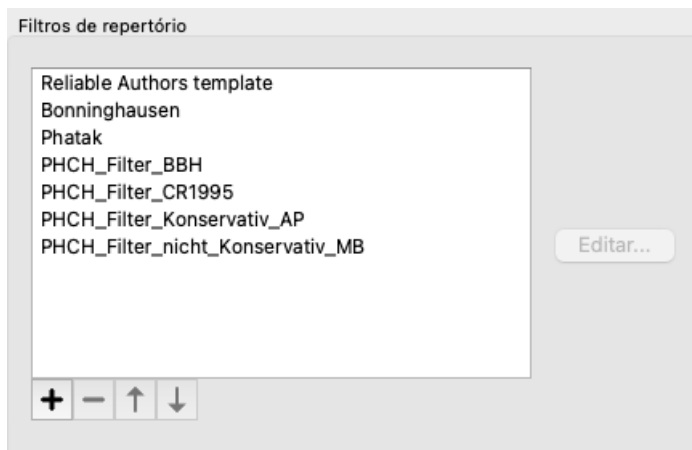 Filtros de repertório
Reliable Authors template
Bonninghausen
Phatak
PHCH_Filter_BBH
PHCH_Filter_CR1995
PHCH_Filter_Konservativ_AP
PHCH_Filter_nicht_Konservativ_MB
Editar...